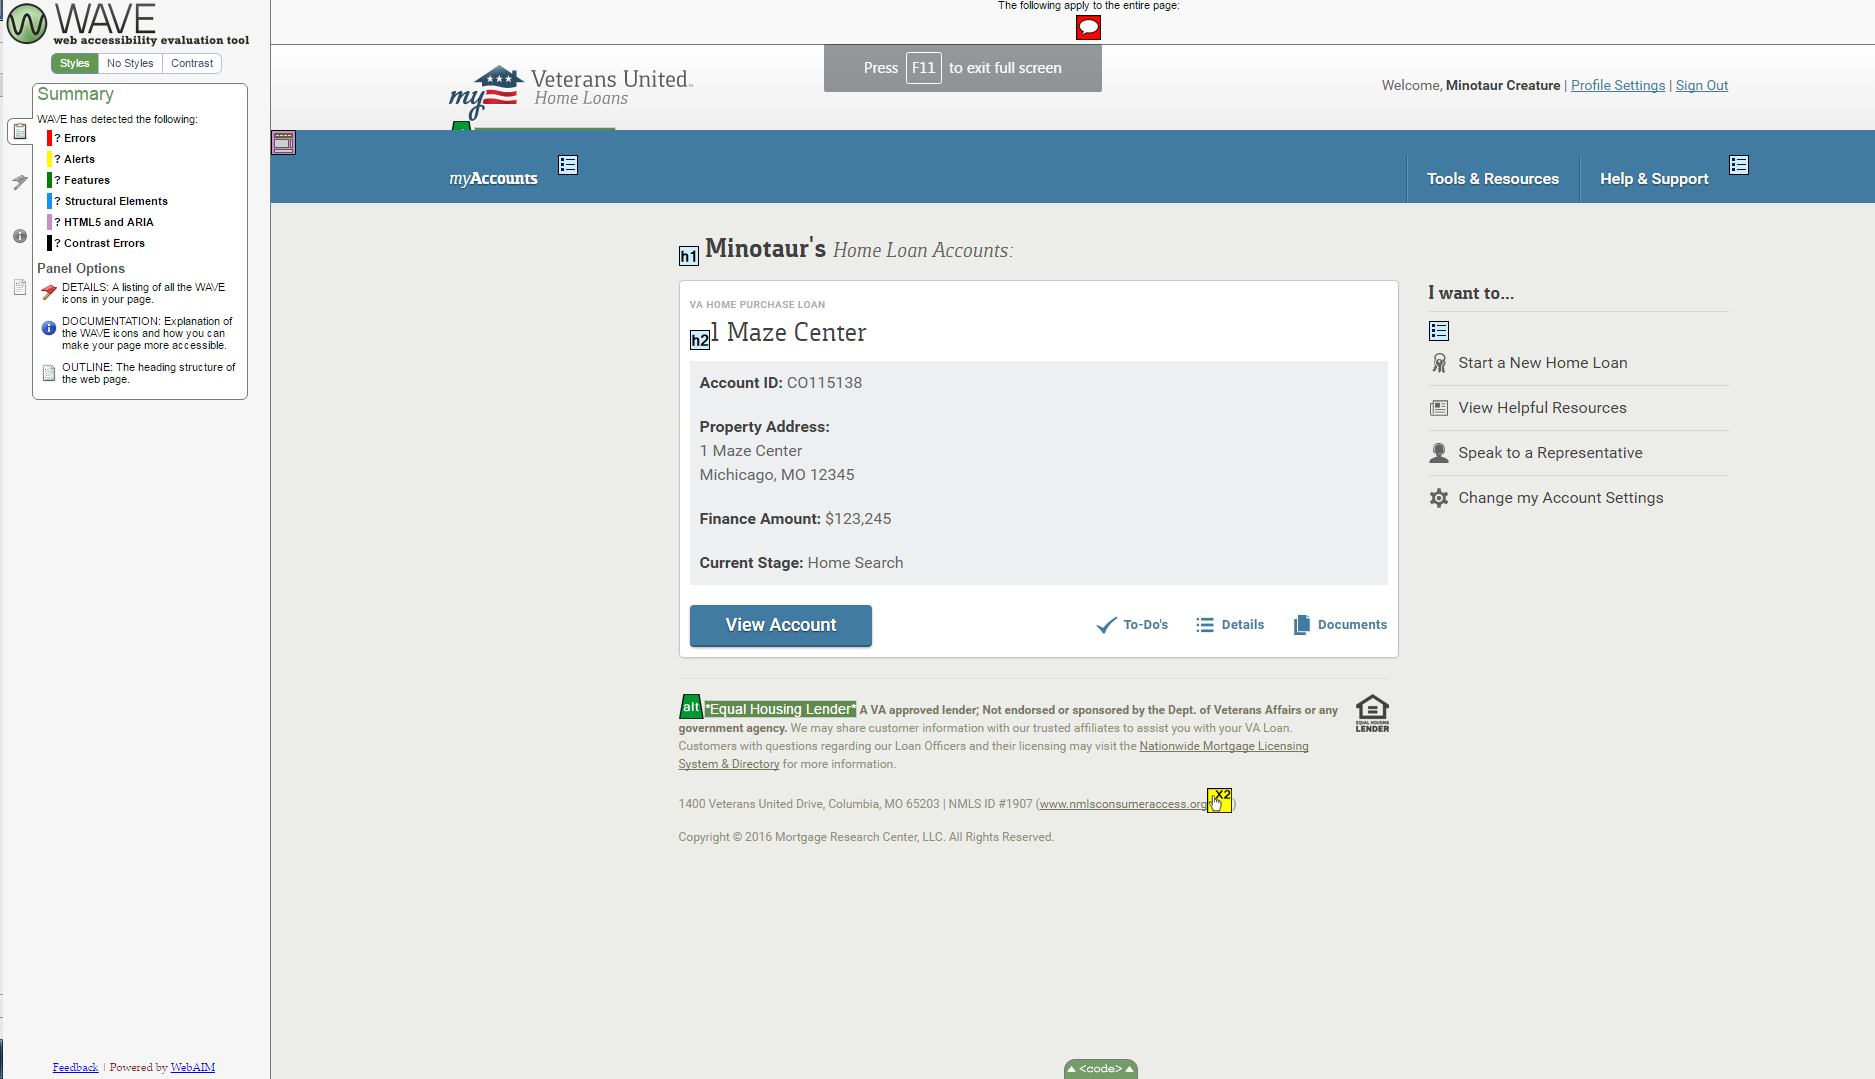 The following apply to the entire page:
WAVE
web accessibility evaluation tool
Styles No Styles Contrast
Summary
WAVE has detected the following:
? Errors
? Alerts
? Features
? Structural Elements
? HTML5 and ARIA
? Contrast Errors
Panel Options
DETAILS: A listing of all the WAVE
icons in your page.
DOCUMENTATION: Explanation of
the WAVE icons and how you can
make your page more accessible.
OUTLINE: The heading structure of
the web page.
Feedback | Powered by WebAIM
Press F11 to exit full screen
my Veterans United
Home Loans
Welcome, Minotaur Creature | Profile Settings | Sign Out
myAccounts
Tools & Resources
Help & Support
h1 Minotaur's Home Loan Accounts:
VA HOME PURCHASE LOAN
h2 1 Maze Center
Account ID: CO115138
Property Address:
1 Maze Center
Michicago, MO 12345
Finance Amount: $123,245
Current Stage: Home Search
View Account
To-Do's
Details
Documents
I want to...
Start a New Home Loan
View Helpful Resources
Speak to a Representative
Change my Account Settings
alt *Equal Housing Lender* A VA approved lender; Not endorsed or sponsored by the Dept. of Veterans Affairs or any
government agency. We may share customer information with our trusted affiliates to assist you with your VA Loan.
Customers with questions regarding our Loan Officers and their licensing may visit the Nationwide Mortgage Licensing
System & Directory for more information.
EQUAL HOUSING
LENDER
1400 Veterans United Drive, Columbia, MO 65203 | NMLS ID #1907 (www.nmlsconsumeraccess.org X2)
Copyright © 2016 Mortgage Research Center, LLC. All Rights Reserved.
<code>